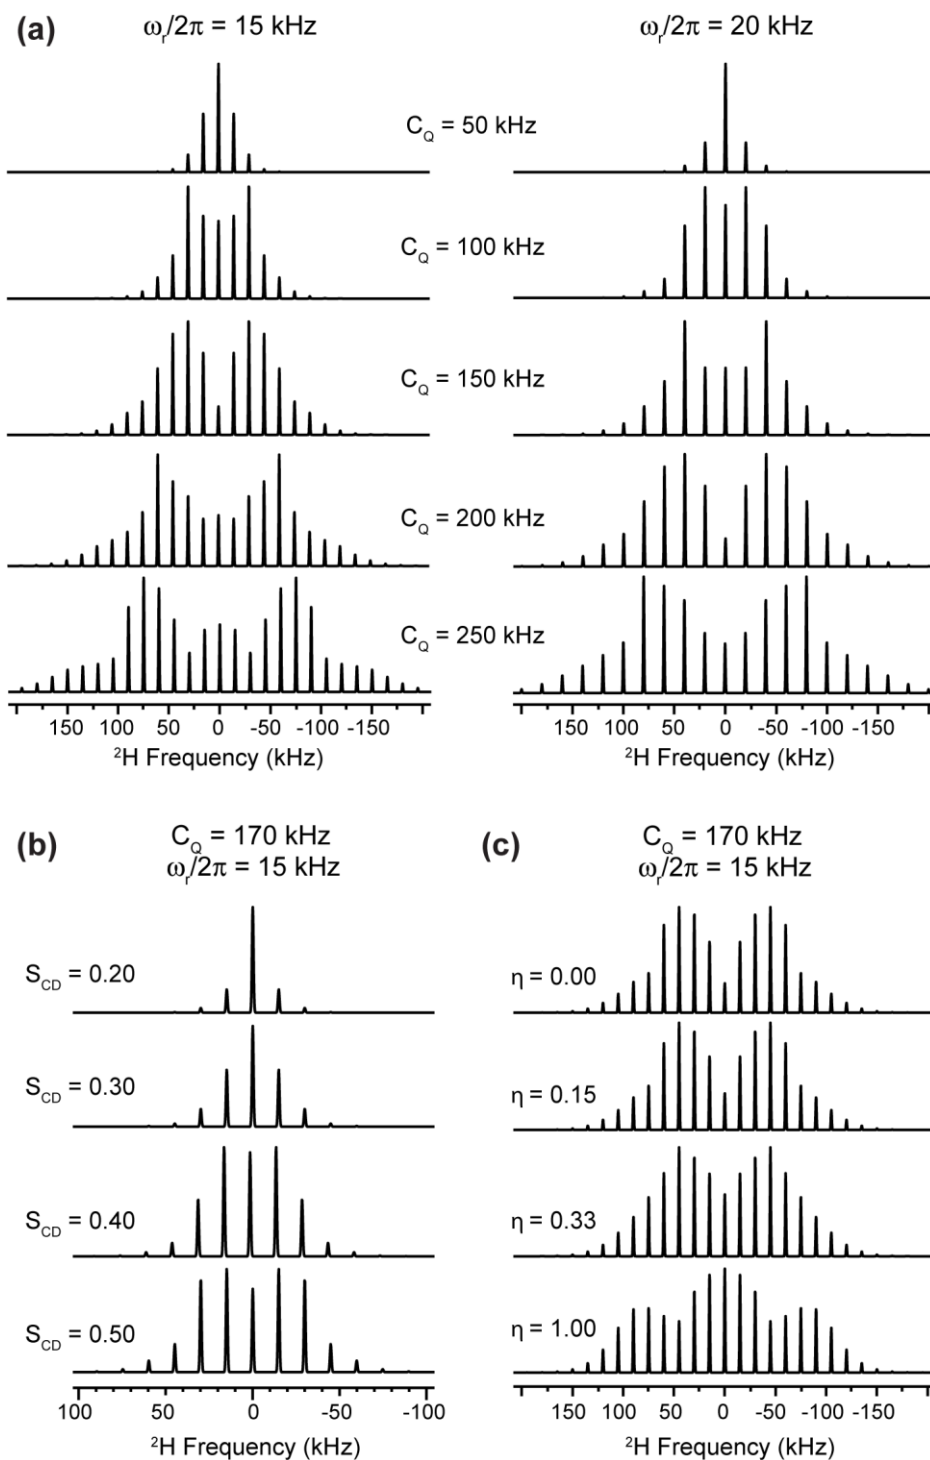 (a)
ωr/2π = 15 kHz
ωr/2π = 20 kHz
CQ = 50 kHz
CQ = 100 kHz
CQ = 150 kHz
CQ = 200 kHz
CQ = 250 kHz
150 100 50 0 -50 -100 -150
150 100 50 0 -50 -100 -150
²H Frequency (kHz)
²H Frequency (kHz)
(b)
CQ = 170 kHz
ωr/2π = 15 kHz
SCD = 0.20
SCD = 0.30
SCD = 0.40
SCD = 0.50
100 50 0 -50 -100
²H Frequency (kHz)
(c)
CQ = 170 kHz
ωr/2π = 15 kHz
η = 0.00
η = 0.15
η = 0.33
η = 1.00
150 100 50 0 -50 -100 -150
²H Frequency (kHz)